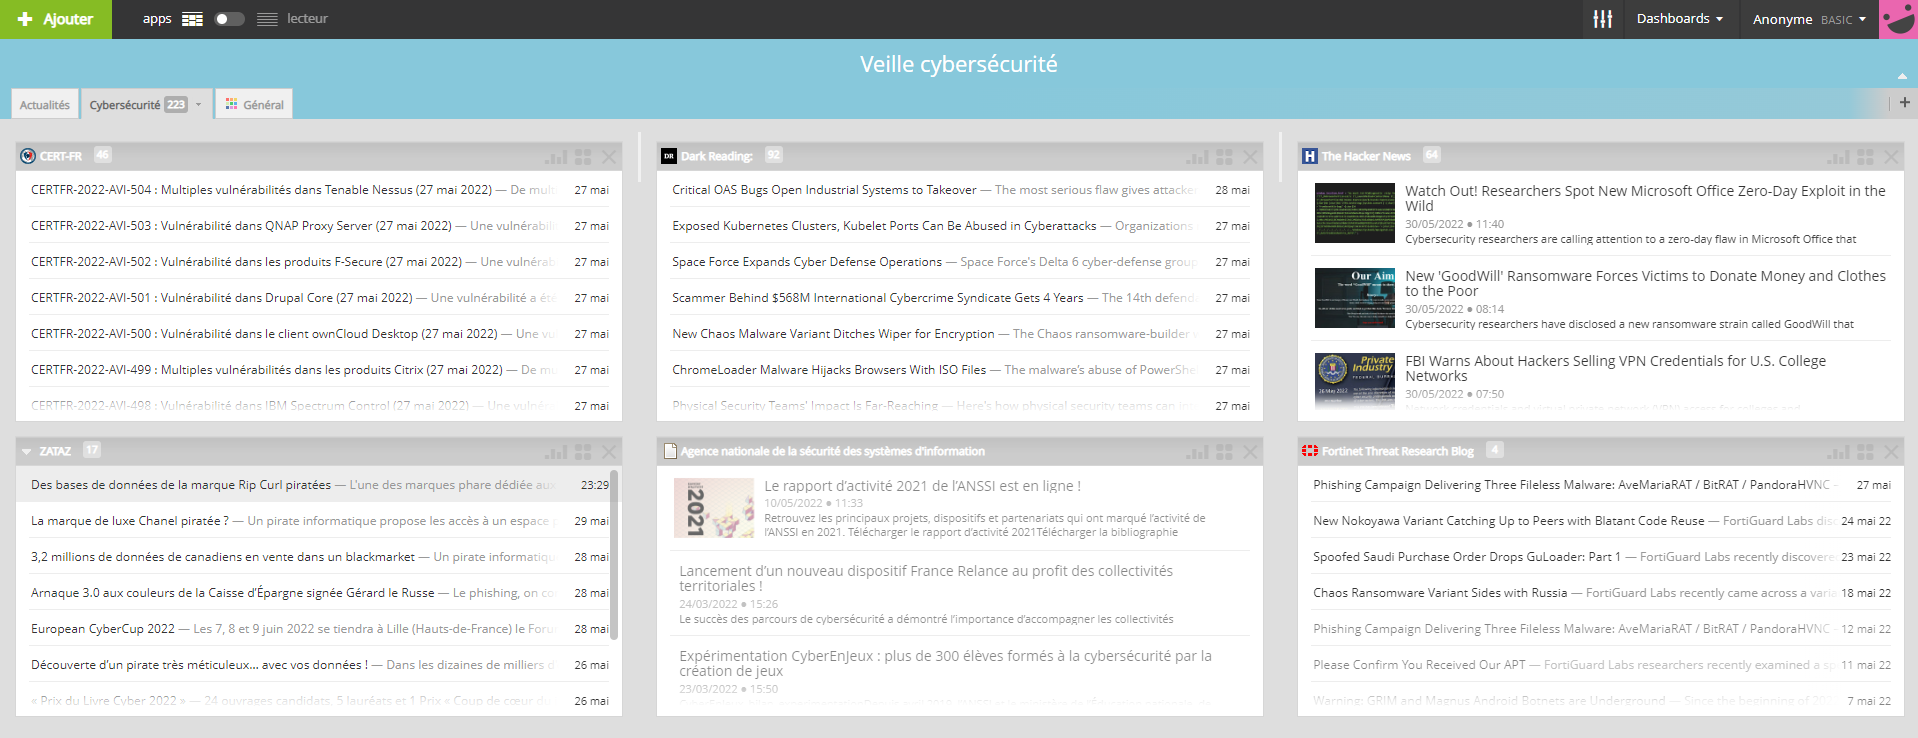 Ajouter
apps
lecteur
Dashboards
Anonyme BASIC
Veille cybersécurité
Actualités
Cybersécurité 223
Général
CERT-FR 46
CERTFR-2022-AVI-504 : Multiples vulnérabilités dans Tenable Nessus (27 mai 2022) — De mult 27 mai
CERTFR-2022-AVI-503 : Vulnérabilité dans QNAP Proxy Server (27 mai 2022) — Une vulnérabili 27 mai
CERTFR-2022-AVI-502 : Vulnérabilité dans les produits F-Secure (27 mai 2022) — Une vulnérab 27 mai
CERTFR-2022-AVI-501 : Vulnérabilité dans Drupal Core (27 mai 2022) — Une vulnérabilité a été 27 mai
CERTFR-2022-AVI-500 : Vulnérabilité dans le client ownCloud Desktop (27 mai 2022) — Une vu 27 mai
CERTFR-2022-AVI-499 : Multiples vulnérabilités dans les produits Citrix (27 mai 2022) — De mu 27 mai
CERTFR-2022-AVI-498 : Vulnérabilité dans IBM Spectrum Control (27 mai 2022) — Une vulnéra 27 mai
Dark Reading: 92
DR
Critical OAS Bugs Open Industrial Systems to Takeover — The most serious flaw gives attacke 28 mai
Exposed Kubernetes Clusters, Kubelet Ports Can Be Abused in Cyberattacks — Organizations 27 mai
Space Force Expands Cyber Defense Operations — Space Force's Delta 6 cyber-defense group 27 mai
Scammer Behind $568M International Cybercrime Syndicate Gets 4 Years — The 14th defend 27 mai
New Chaos Malware Variant Ditches Wiper for Encryption — The Chaos ransomware-builder 27 mai
ChromeLoader Malware Hijacks Browsers With ISO Files — The malware's abuse of PowerShe 27 mai
Physical Security Teams' Impact Is Far-Reaching — Here's how physical security teams can 27 mai
The Hacker News 64
H
Watch Out! Researchers Spot New Microsoft Office Zero-Day Exploit in the
Wild
30/05/2022 ● 11:40
Cybersecurity researchers are calling attention to a zero-day flaw in Microsoft Office that
Our Aim
New 'GoodWill' Ransomware Forces Victims to Donate Money and Clothes
to the Poor
30/05/2022 ● 08:14
Cybersecurity researchers have disclosed a new ransomware strain called GoodWill that
Private
Industry
FBI Warns About Hackers Selling VPN Credentials for U.S. College
Networks
30/05/2022 ● 07:50
Network credentials and virtual private network (VPN) access for colleges and
ZATAZ 17
Des bases de données de la marque Rip Curl piratées — L'une des marques phare dédiée aux 23:29
La marque de luxe Chanel piratée ? — Un pirate informatique propose les accès à un espace p 29 mai
3,2 millions de données de canadiens en vente dans un blackmarket — Un pirate informatiqu 28 mai
Arnaque 3.0 aux couleurs de la Caisse d'Épargne signée Gérard le Russe — Le phishing, on co 28 mai
European CyberCup 2022 — Les 7, 8 et 9 juin 2022 se tiendra à Lille (Hauts-de-France) le Foru 28 mai
Découverte d'un pirate très méticuleux… avec vos données ! — Dans les dizaines de milliers d 26 mai
« Prix du Livre Cyber 2022 » — 24 ouvrages candidats, 5 lauréats et 1 Prix « Coup de cœur du 26 mai
Agence nationale de la sécurité des systèmes d'information
2021
Le rapport d'activité 2021 de l'ANSSI est en ligne !
10/05/2022 ● 11:33
Retrouvez les principaux projets, dispositifs et partenariats qui ont marqué l'activité de
l'ANSSI en 2021. Télécharger le rapport d'activité 2021Télécharger la bibliographie
Lancement d'un nouveau dispositif France Relance au profit des collectivités
territoriales !
24/03/2022 ● 15:26
Le succès des parcours de cybersécurité a démontré l'importance d'accompagner les collectivités
Expérimentation CyberEnJeux : plus de 300 élèves formés à la cybersécurité par la
création de jeux
23/03/2022 ● 15:50
Fortinet Threat Research Blog 4
Phishing Campaign Delivering Three Fileless Malware: AveMariaRAT / BitRAT / PandoraHVNC – 27 mai
New Nokoyawa Variant Catching Up to Peers with Blatant Code Reuse — FortiGuard Labs dis 24 mai 22
Spoofed Saudi Purchase Order Drops GuLoader: Part 1 — FortiGuard Labs recently discovere 23 mai 22
Chaos Ransomware Variant Sides with Russia — FortiGuard Labs recently came across a varia 18 mai 22
Phishing Campaign Delivering Three Fileless Malware: AveMariaRAT / BitRAT / PandoraHVNC – 12 mai 22
Please Confirm You Received Our APT — FortiGuard Labs researchers recently examined a sp 11 mai 22
Warning: GRIM and Magnus Android Botnets are Underground — Since the beginning of 202 7 mai 22